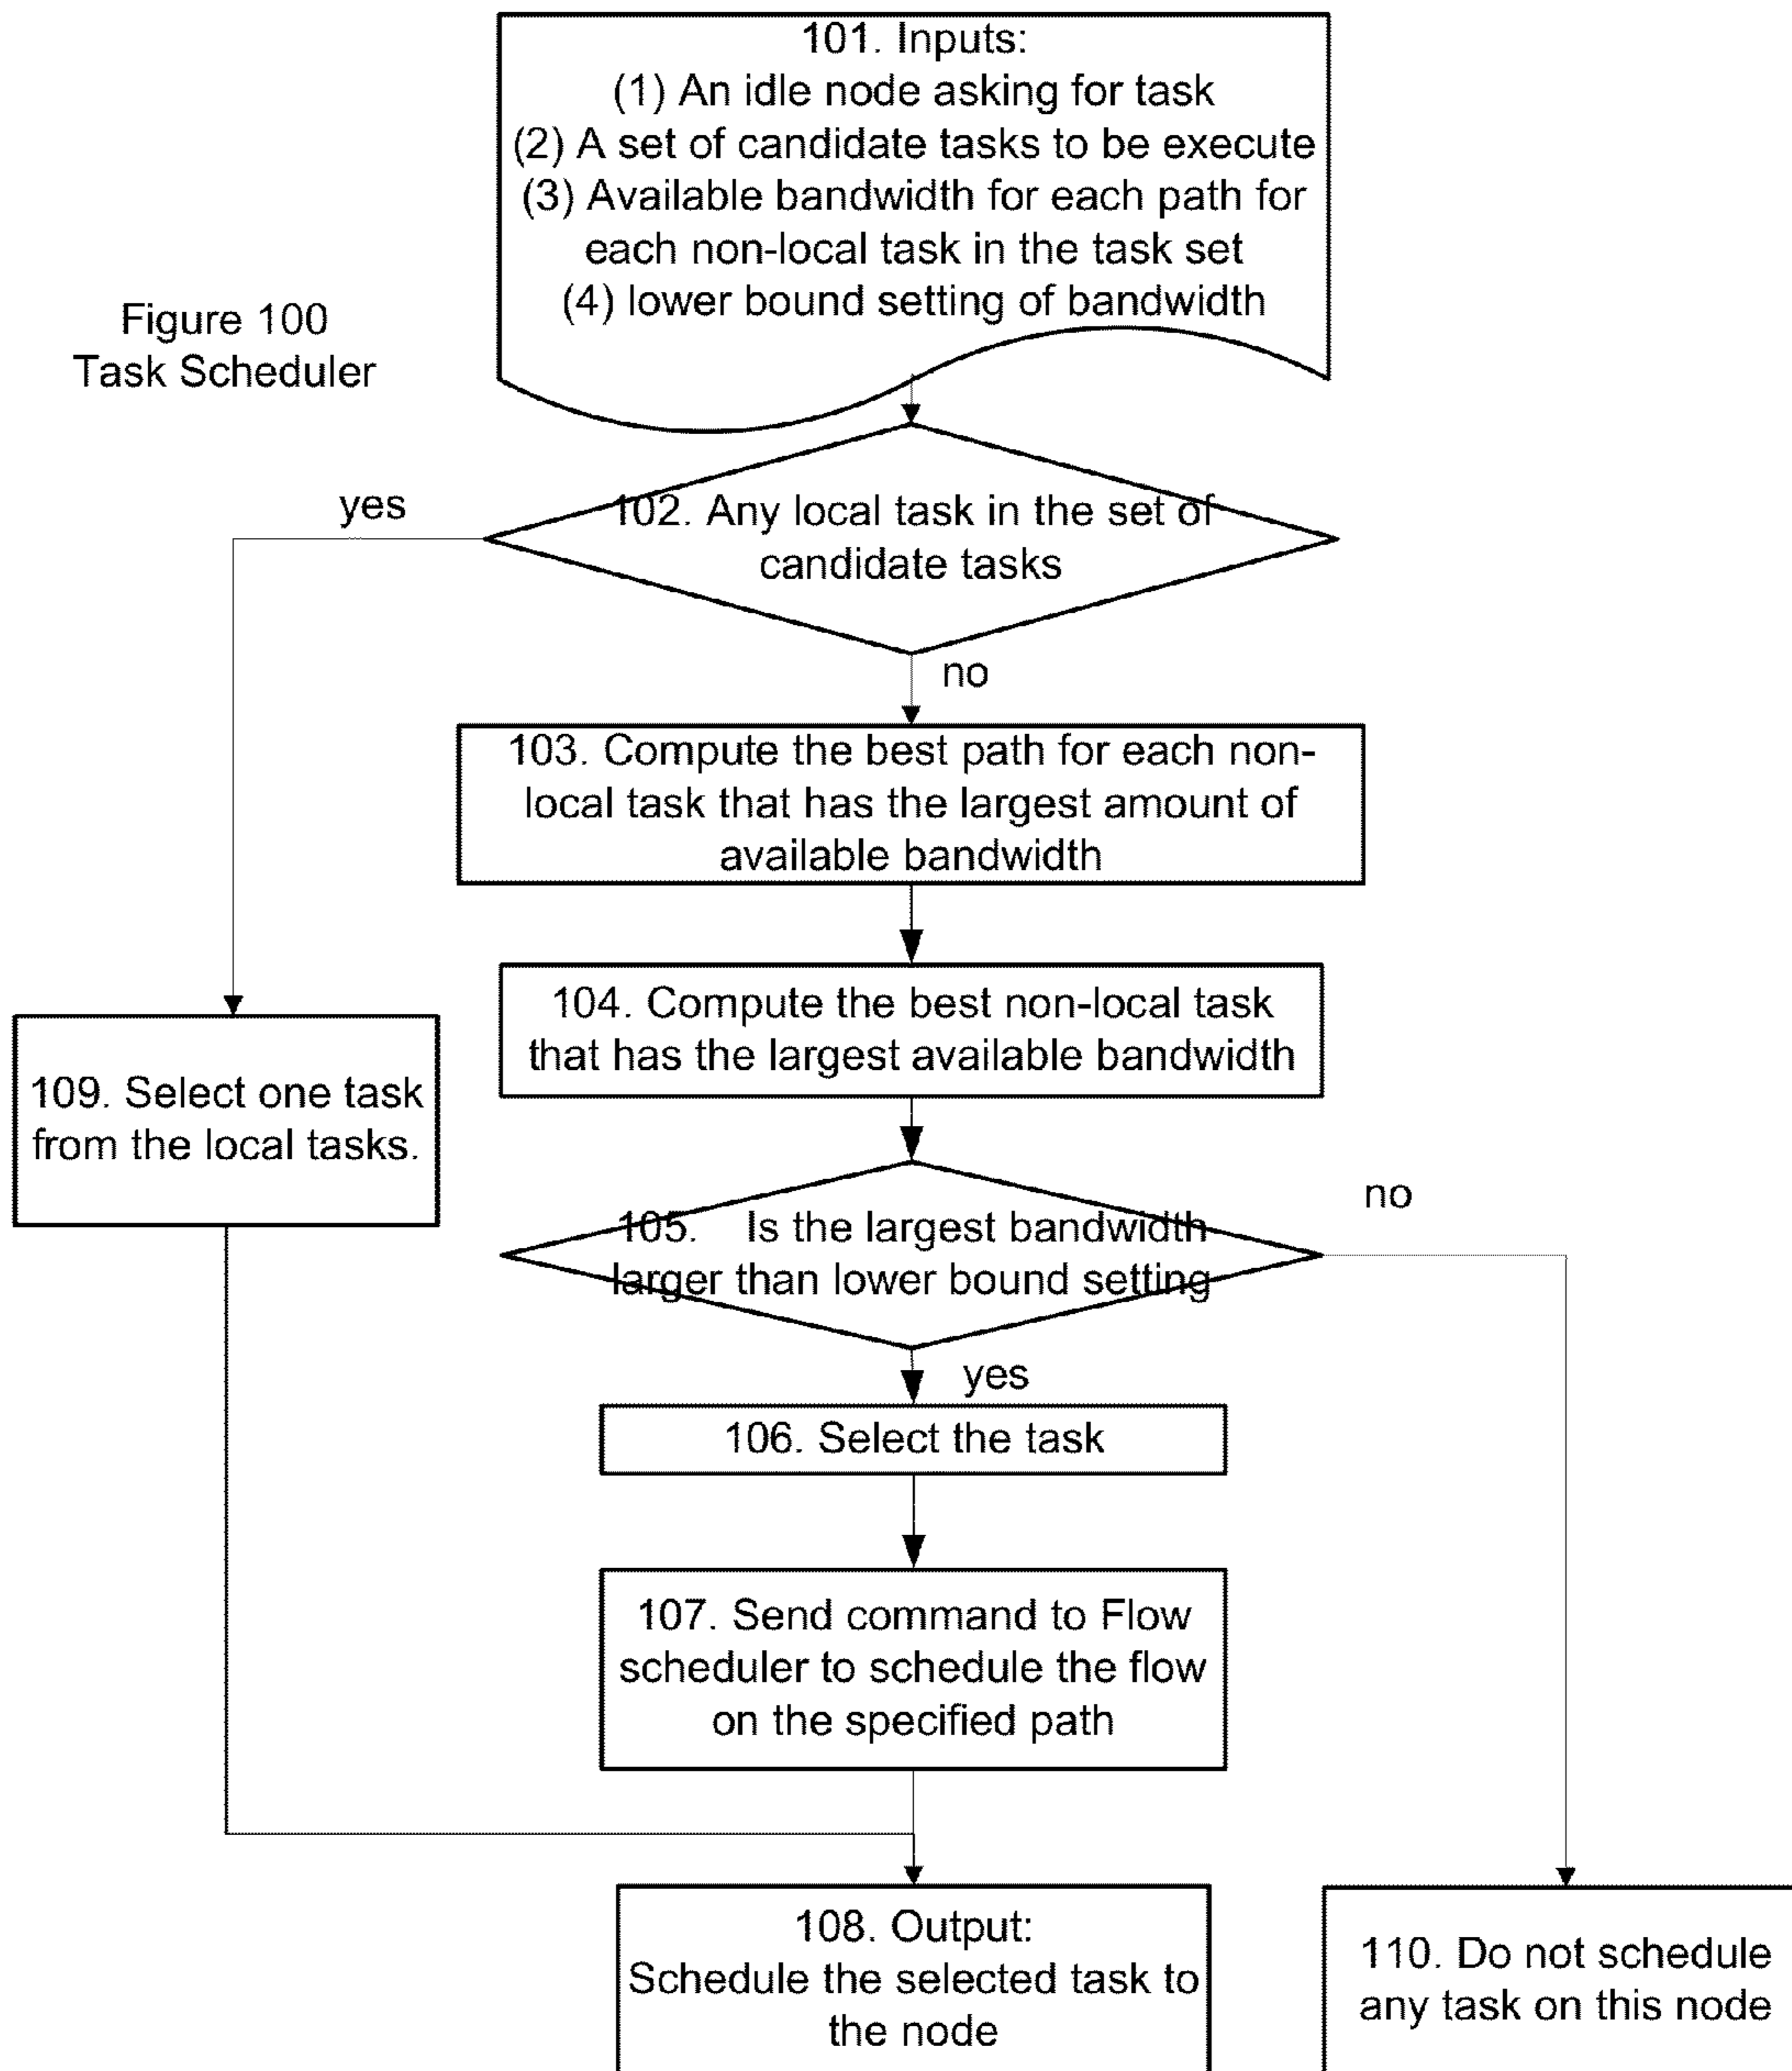 101. Inputs:
(1) An idle node asking for task
(2) A set of candidate tasks to be execute
(3) Available bandwidth for each path for
each non-local task in the task set
(4) lower bound setting of bandwidth
Figure 100
Task Scheduler
yes
102. Any local task in the set of
candidate tasks
no
103. Compute the best path for each non-
local task that has the largest amount of
available bandwidth
104. Compute the best non-local task
that has the largest available bandwidth
109. Select one task
from the local tasks.
no
105. Is the largest bandwidth
larger than lower bound setting
yes
106. Select the task
107. Send command to Flow
scheduler to schedule the flow
on the specified path
108. Output:
Schedule the selected task to
the node
110. Do not schedule
any task on this node